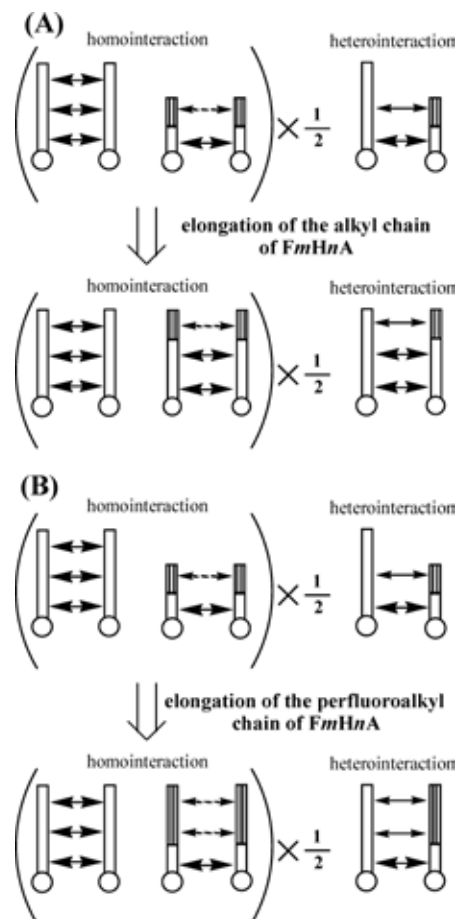 (A)
homointeraction heterointeraction
× 1/2
elongation of the alkyl chain
of FmHnA
homointeraction heterointeraction
× 1/2
(B)
homointeraction heterointeraction
× 1/2
elongation of the perfluoroalkyl
chain of FmHnA
homointeraction heterointeraction
× 1/2